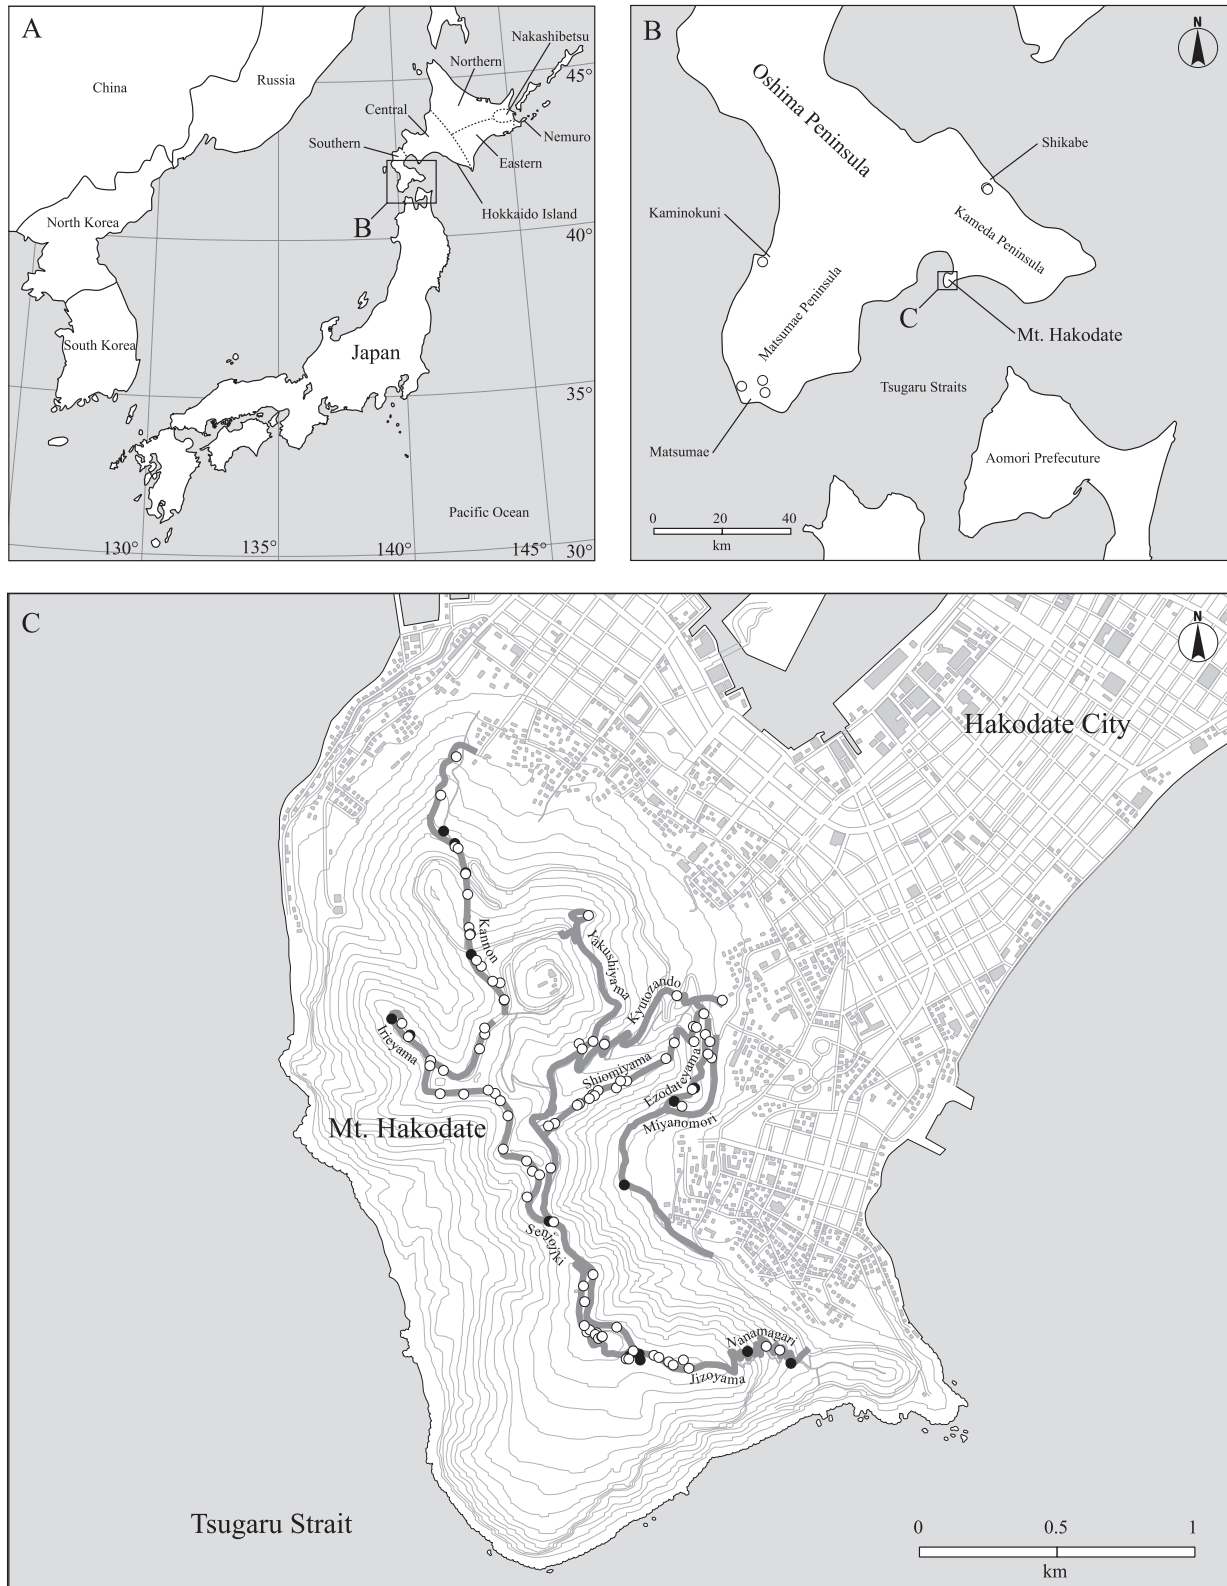 A
China
Russia
Nakashibetsu
Northern
45°
Central
Nemuro
Southern
Eastern
Hokkaido Island
B
North Korea
40°
South Korea
Japan
35°
Pacific Ocean
130°
135°
140°
145°
30°
B
N
Oshima Peninsula
Shikabe
Kaminokuni
Kameda Peninsula
Matsumae Peninsula
C
Mt. Hakodate
Tsugaru Straits
Matsumae
Aomori Prefecuture
0 20 40
km
C
N
Hakodate City
Kannon
Yakushiyama
Kyutozando
Irieyama
Shiomiyama
Ezodateyama
Miyanomori
Mt. Hakodate
Senjojiki
Nanamagari
Jizoyama
Tsugaru Strait
0 0.5 1
km